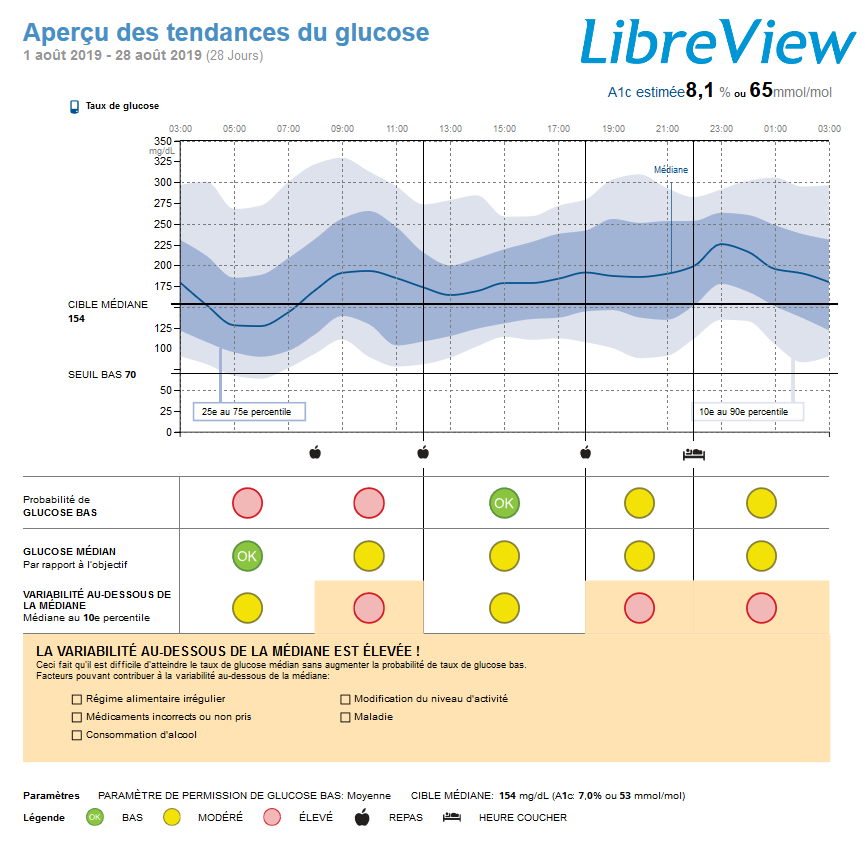 Aperçu des tendances du glucose
1 août 2019 - 28 août 2019 (28 Jours)
LibreView
A1c estimée8,1 % ou 65mmol/mol
Taux de glucose
03:00 05:00 07:00 09:00 11:00 13:00 15:00 17:00 19:00 21:00 23:00 01:00 03:00
350
mg/dL
325
300
275
250
225
200
175
125
100
50
25
0
Médiane
CIBLE MÉDIANE
154
SEUIL BAS 70
25e au 75e percentile
10e au 90e percentile
Probabilité de
GLUCOSE BAS
OK
GLUCOSE MÉDIAN
Par rapport à l'objectif
OK
VARIABILITÉ AU-DESSOUS DE
LA MÉDIANE
Médiane au 10e percentile
LA VARIABILITÉ AU-DESSOUS DE LA MÉDIANE EST ÉLEVÉE !
Ceci fait qu'il est difficile d'atteindre le taux de glucose médian sans augmenter la probabilité de taux de glucose bas.
Facteurs pouvant contribuer à la variabilité au-dessous de la médiane:
Régime alimentaire irrégulier
Modification du niveau d'activité
Médicaments incorrects ou non pris
Maladie
Consommation d'alcool
Paramètres PARAMÈTRE DE PERMISSION DE GLUCOSE BAS: Moyenne CIBLE MÉDIANE: 154 mg/dL (A1c: 7,0% ou 53 mmol/mol)
Légende OK BAS MODÉRÉ ÉLEVÉ REPAS HEURE COUCHER